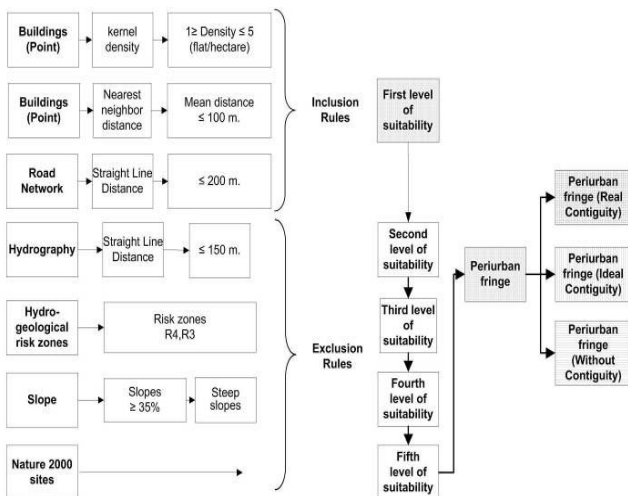 Buildings
(Point)
kernel
density
1≥ Density ≤ 5
(flat/hectare)
Buildings
(Point)
Nearest
neighbor
distance
Mean distance
≤ 100 m.
Road
Network
Straight Line
Distance
≤ 200 m.
Inclusion
Rules
Hydrography
Straight Line
Distance
≤ 150 m.
Hydro-
geological
risk zones
Risk zones
R4,R3
Slope
Slopes
≥ 35%
Steep
slopes
Nature 2000
sites
Exclusion
Rules
First level
of
suitability
Second
level of
suitability
Third level
of
suitability
Fourth
level of
suitability
Fifth
level of
suitability
Periurban
fringe
Periurban
fringe (Real
Contiguity)
Periurban
fringe (Ideal
Contiguity)
Periurban
fringe
(Without
Contiguity)